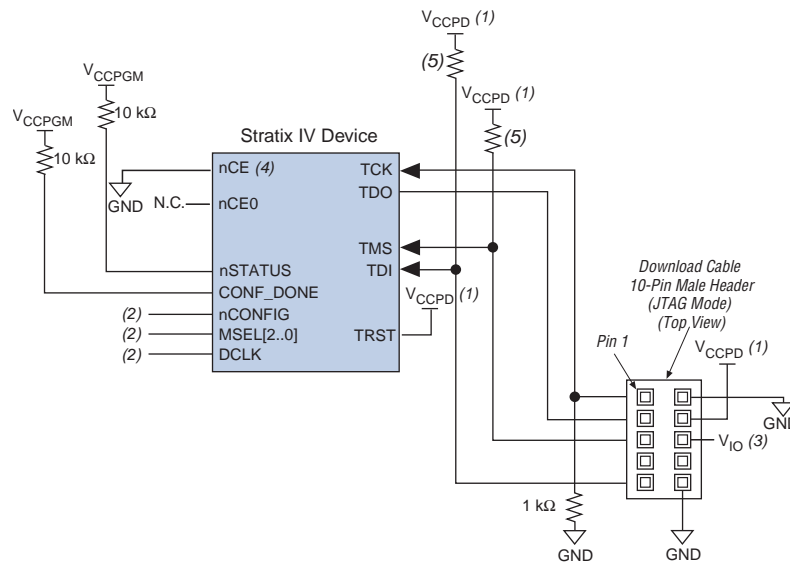 V_CCPD (1)
(5)
V_CCPGM
10 kΩ
V_CCPD (1)
(5)
V_CCPGM
10 kΩ
Stratix IV Device
nCE (4)
TCK
GND
TDO
N.C.
nCE0
TMS
nSTATUS
TDI
CONF_DONE
V_CCPD (1)
(2)
nCONFIG
(2)
MSEL[2..0]
TRST
(2)
DCLK
Download Cable
10-Pin Male Header
(JTAG Mode)
(Top View)
Pin 1
V_CCPD (1)
GND
V_IO (3)
1 kΩ
GND
GND